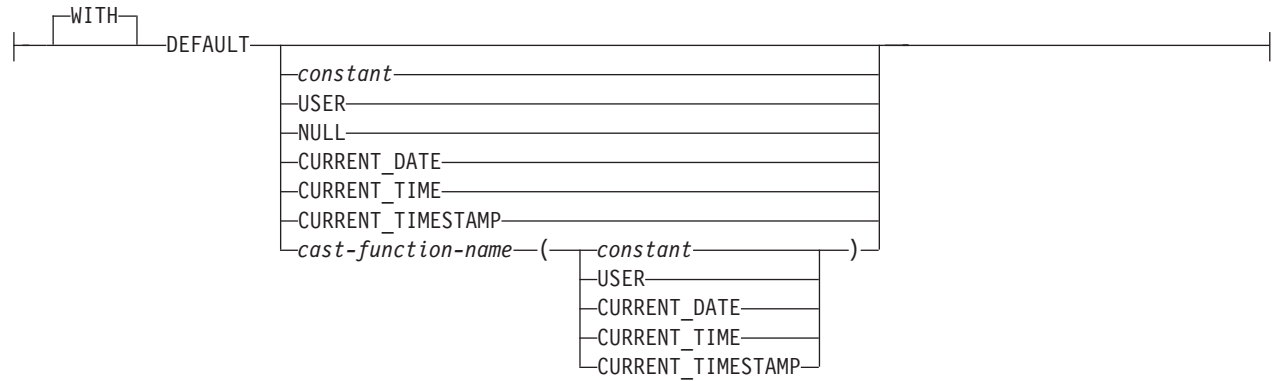 WITH
DEFAULT
constant
USER
NULL
CURRENT_DATE
CURRENT_TIME
CURRENT_TIMESTAMP
cast-function-name ( constant )
USER
CURRENT_DATE
CURRENT_TIME
CURRENT_TIMESTAMP